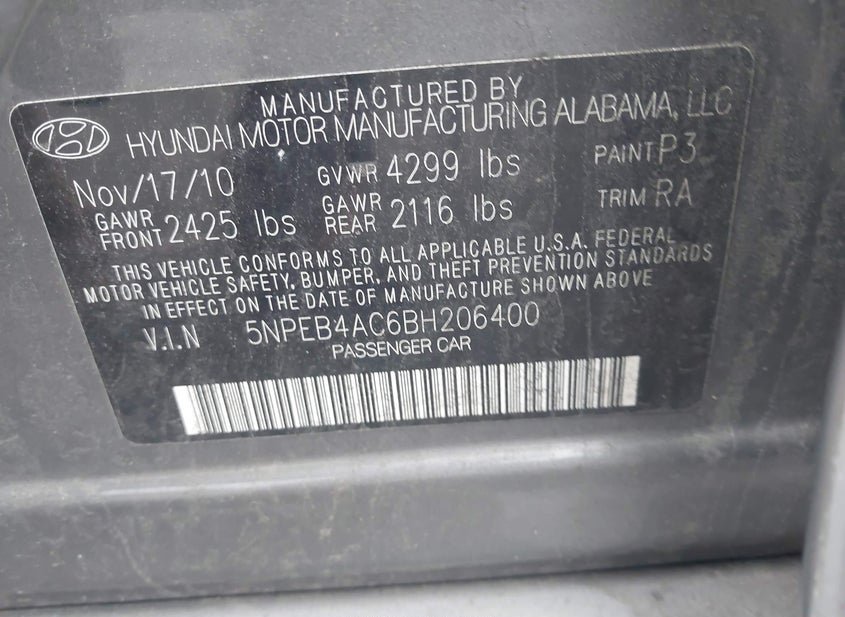 MANUFACTURED BY
HYUNDAI MOTOR MANUFACTURING ALABAMA, LLC
Nov/17/10 GVWR 4299 lbs PAINT P3
GAWR FRONT 2425 lbs GAWR REAR 2116 lbs TRIM RA
THIS VEHICLE CONFORMS TO ALL APPLICABLE U.S.A. FEDERAL
MOTOR VEHICLE SAFETY, BUMPER, AND THEFT PREVENTION STANDARDS
IN EFFECT ON THE DATE OF MANUFACTURE SHOWN ABOVE
V.I.N 5NPEB4AC6BH206400
PASSENGER CAR